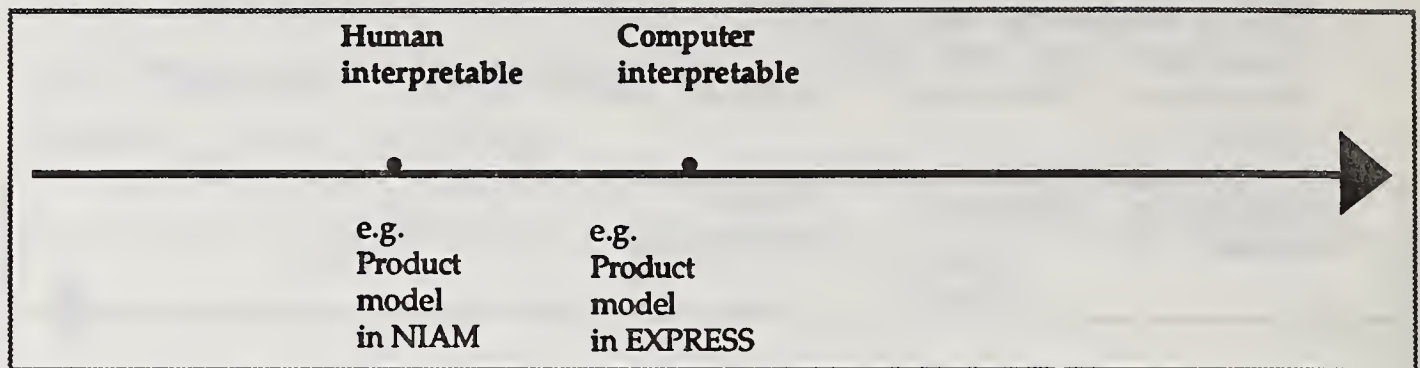 Human
interpretable
Computer
interpretable
e.g.
Product
model
in NIAM
e.g.
Product
model
in EXPRESS